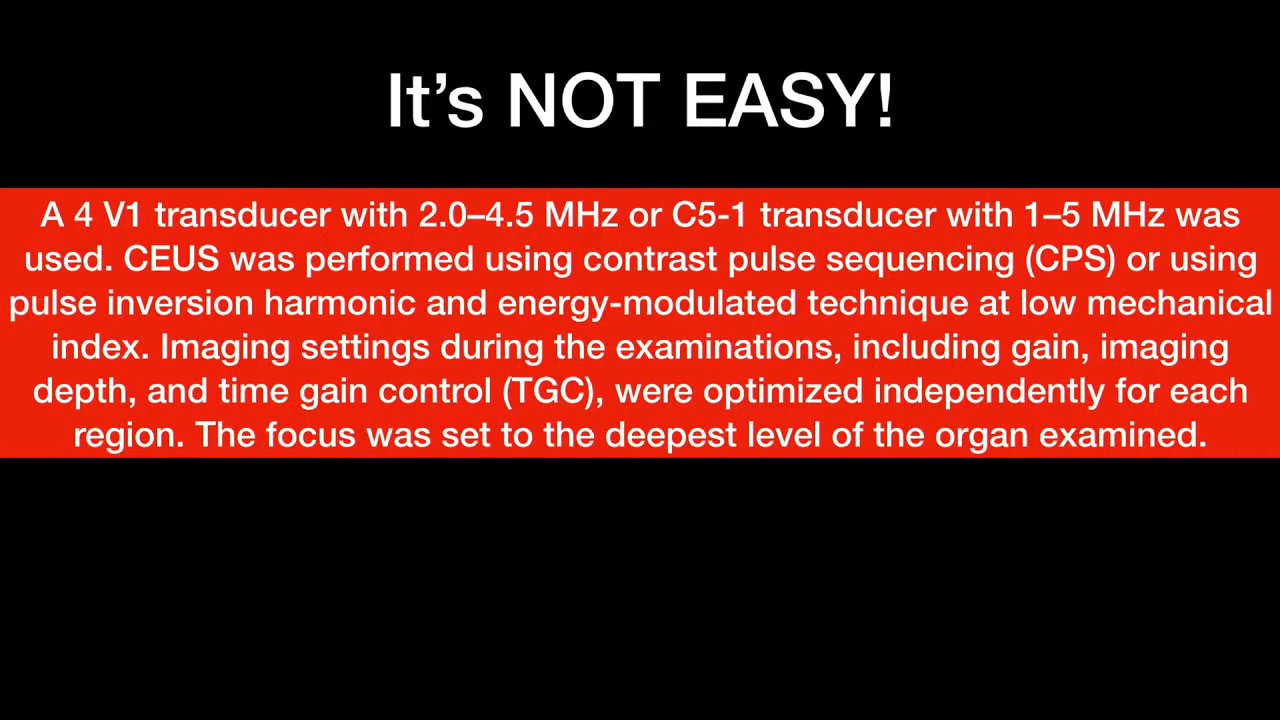 It’s NOT EASY!
A 4 V1 transducer with 2.0–4.5 MHz or C5-1 transducer with 1–5 MHz was
used. CEUS was performed using contrast pulse sequencing (CPS) or using
pulse inversion harmonic and energy-modulated technique at low mechanical
index. Imaging settings during the examinations, including gain, imaging
depth, and time gain control (TGC), were optimized independently for each
region. The focus was set to the deepest level of the organ examined.